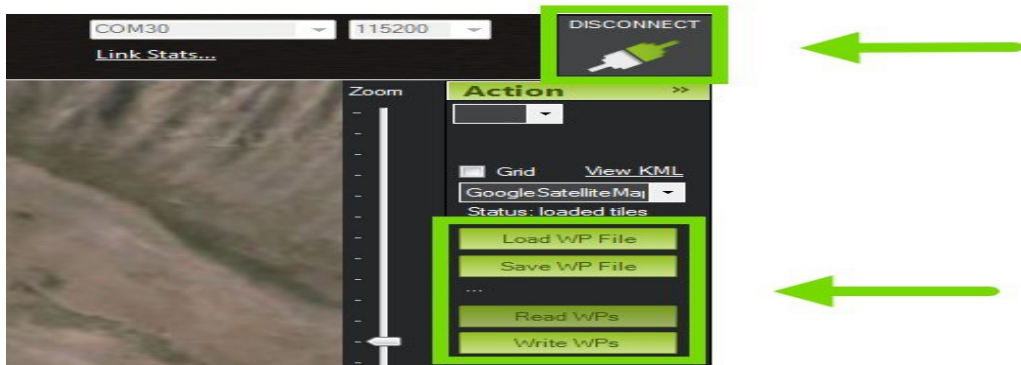 COM30 115200 DISCONNECT
Link Stats...
Zoom Action >>
Grid View KML
GoogleSatelliteMap
Status: loaded tiles
Load WP File
Save WP File
...
Read WPs
Write WPs